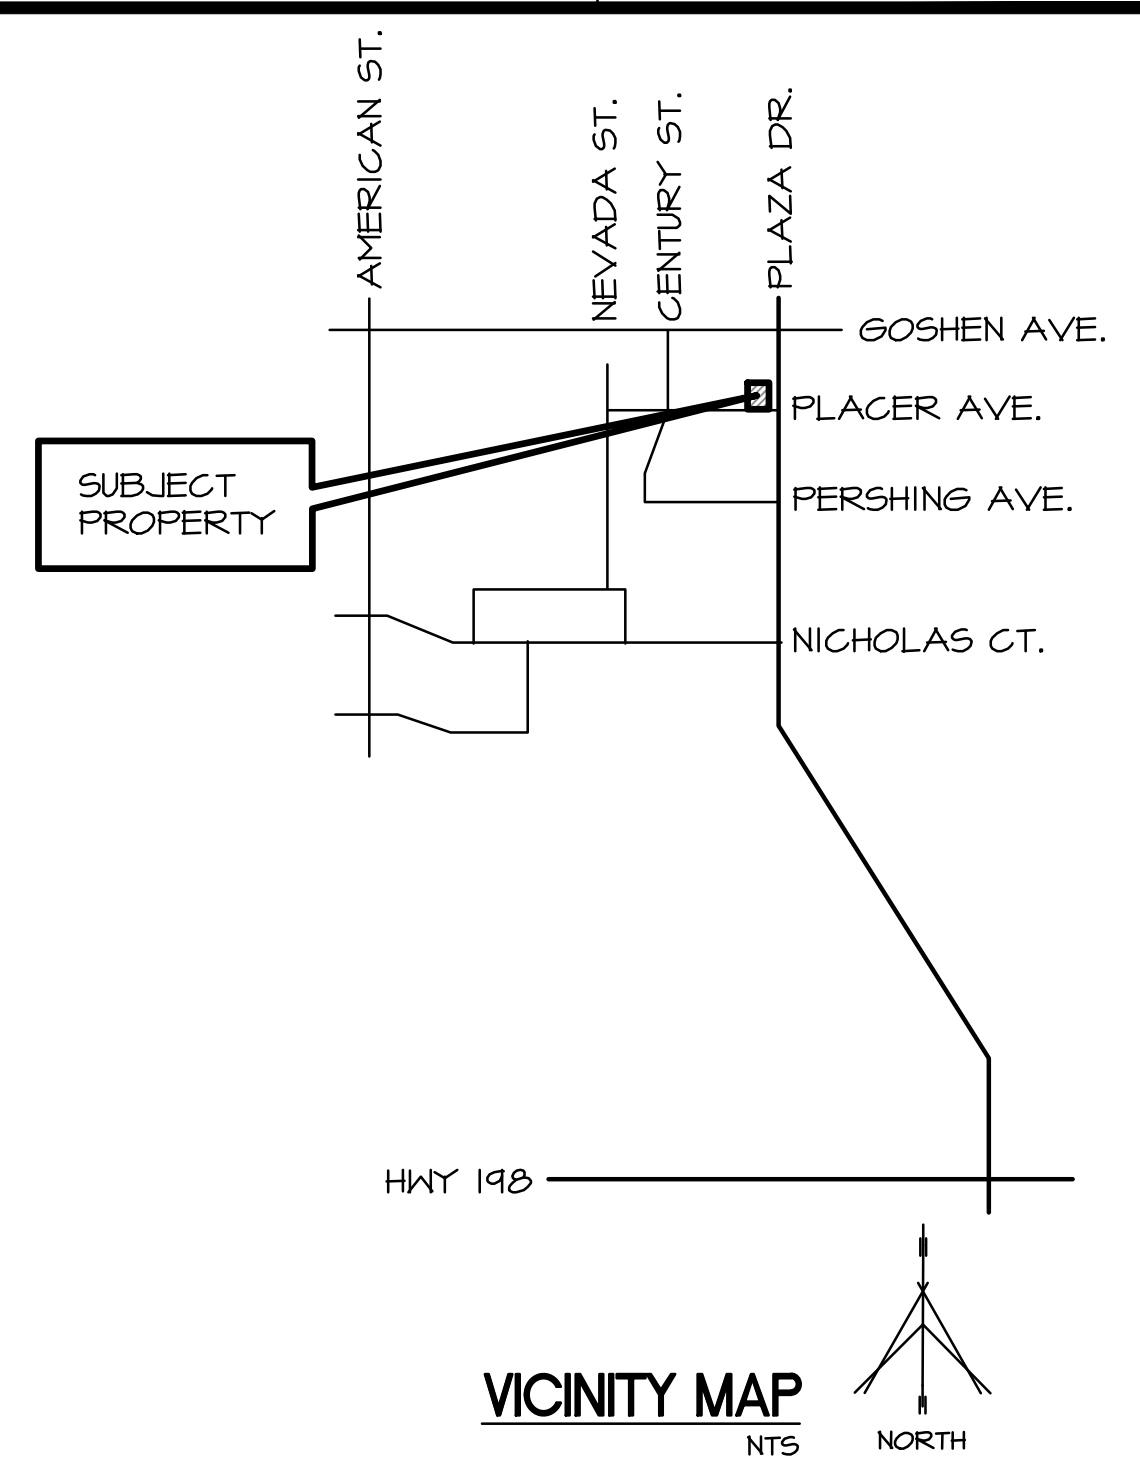 AMERICAN ST.
NEVADA ST.
CENTURY ST.
PLAZA DR.
GOSHEN AVE.
PLACER AVE.
SUBJECT
PROPERTY
PERSHING AVE.
NICHOLAS CT.
HWY 198
VICINITY MAP
NTS
NORTH